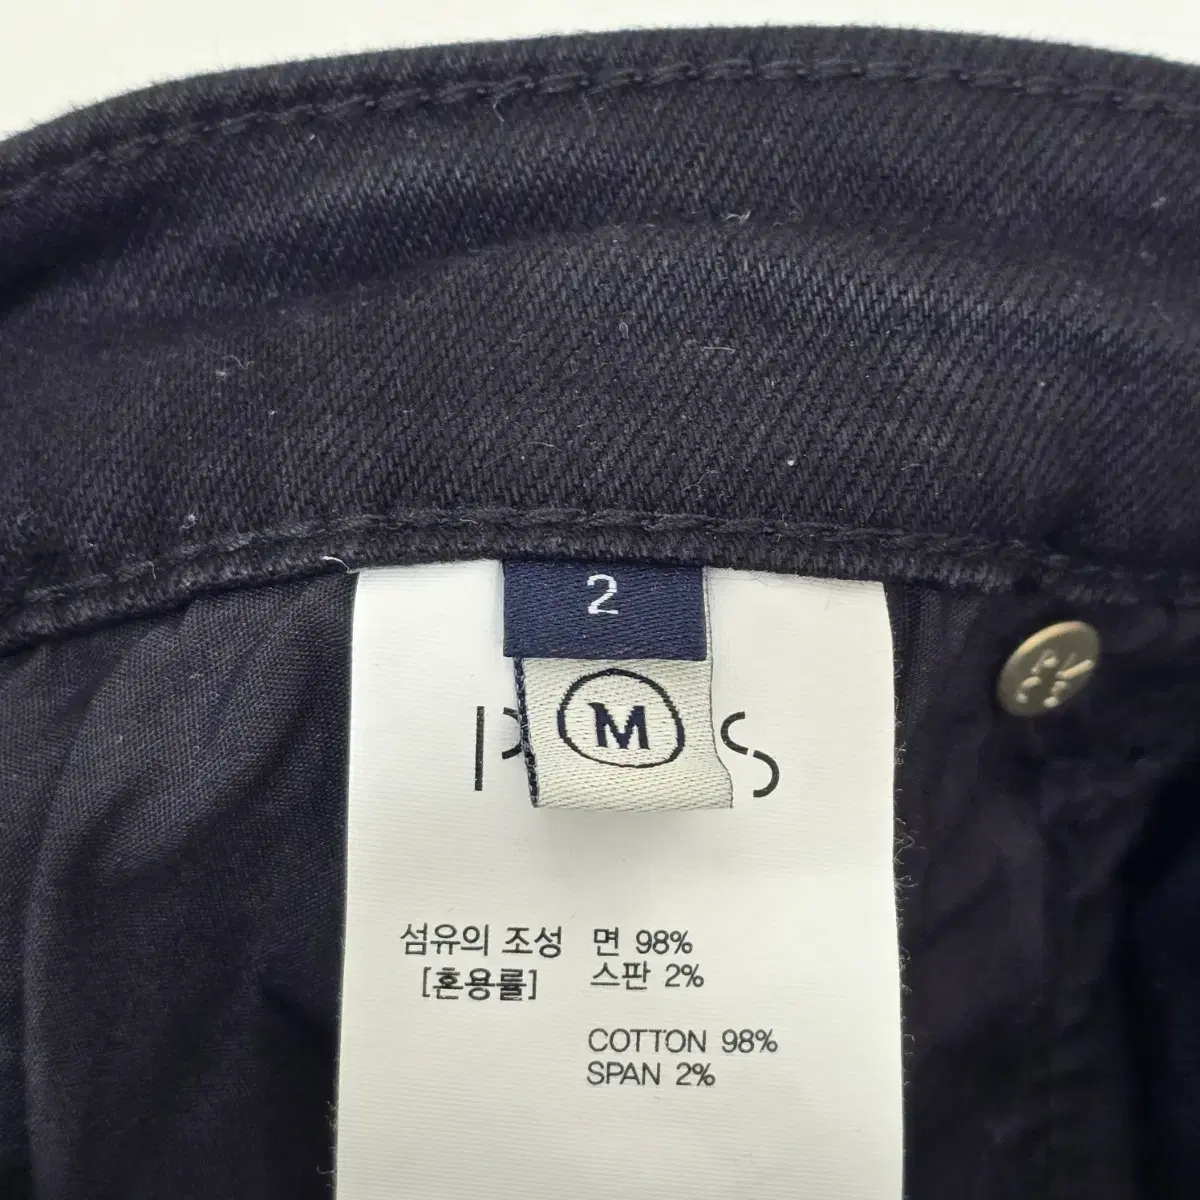 2
M
섬유의 조성 면 98%
[혼용률] 스판 2%
COTTON 98%
SPAN 2%